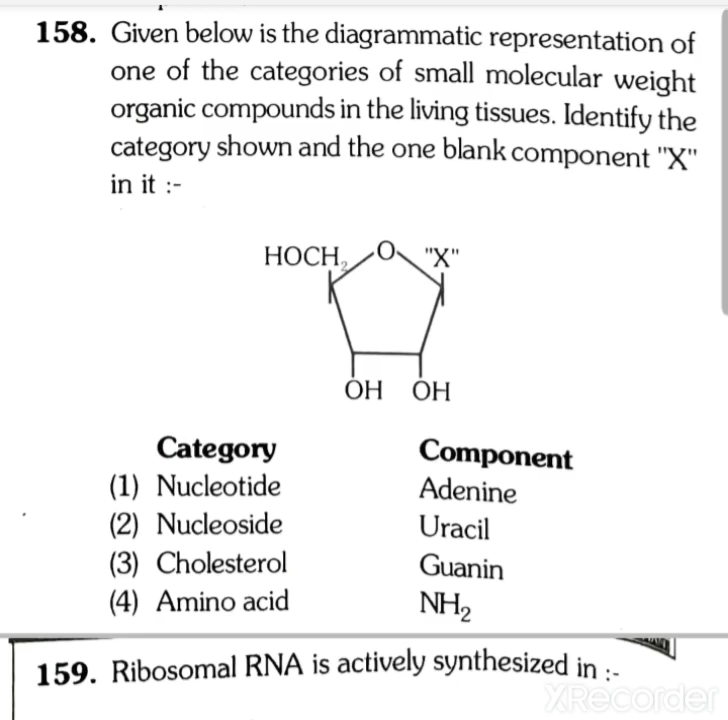 158. Given below is the diagrammatic representation of
one of the categories of small molecular weight
organic compounds in the living tissues. Identify the
category shown and the one blank component "X"
in it :-
HOCH2 O "X"
OH OH
Category Component
(1) Nucleotide Adenine
(2) Nucleoside Uracil
(3) Cholesterol Guanin
(4) Amino acid NH2
159. Ribosomal RNA is actively synthesized in :-
XRecorder